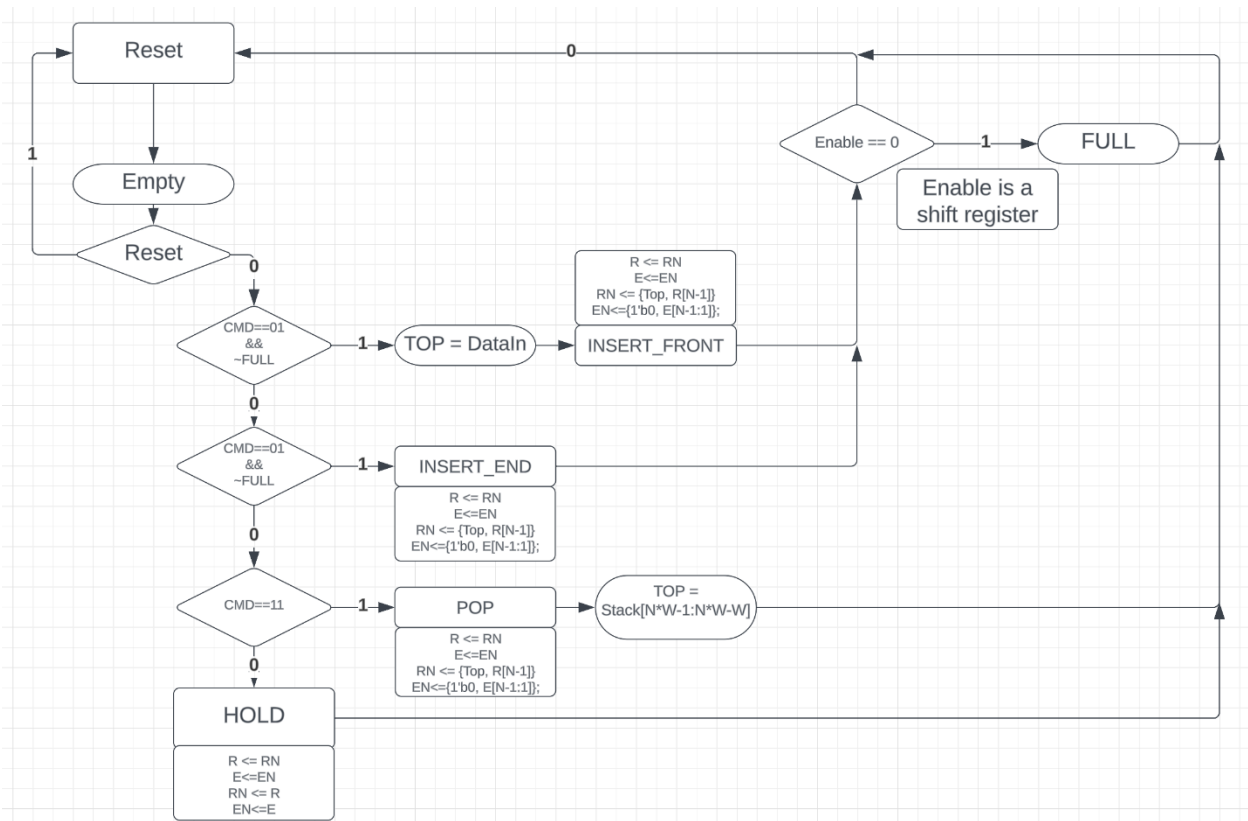 Reset
0
1
Enable == 0
1
FULL
Empty
Enable is a
shift register
Reset
0
R <= RN
E<=EN
RN <= {Top, R[N-1]}
EN<={1'b0, E[N-1:1]};
CMD==01
&&
~FULL
1
TOP = DataIn
INSERT_FRONT
0
CMD==01
&&
~FULL
1
INSERT_END
R <= RN
E<=EN
RN <= {Top, R[N-1]}
EN<={1'b0, E[N-1:1]};
0
CMD==11
1
POP
TOP =
Stack[N*W-1:N*W-W]
R <= RN
E<=EN
RN <= {Top, R[N-1]}
EN<={1'b0, E[N-1:1]};
0
HOLD
R <= RN
E<=EN
RN <= R
EN<=E